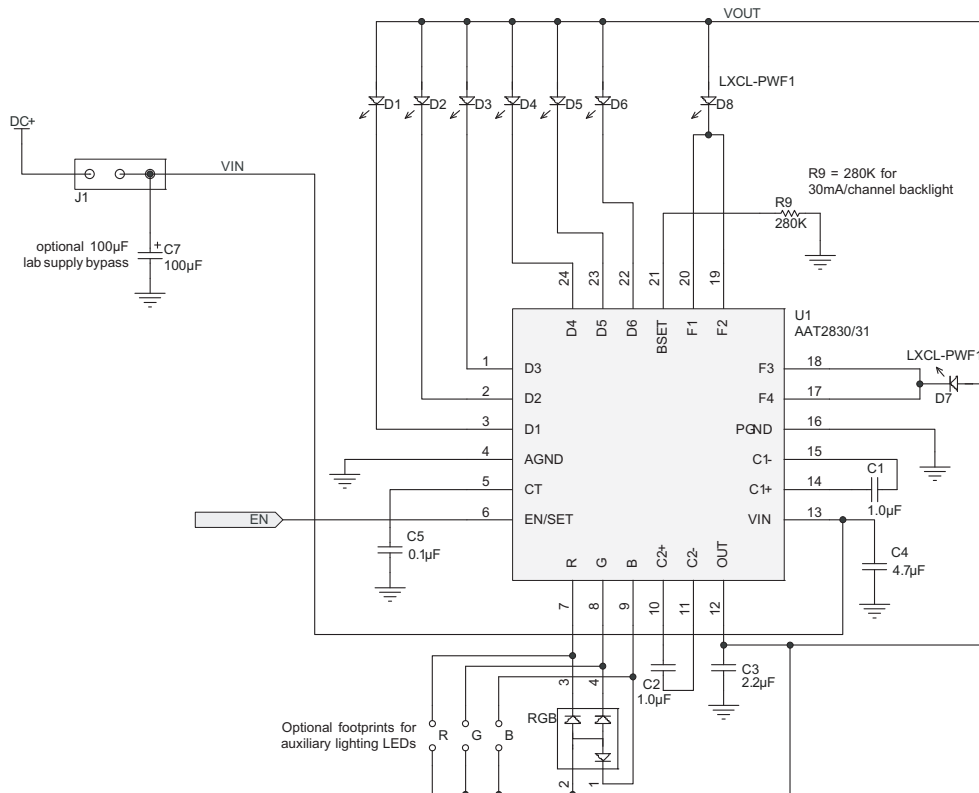 VOUT
LXCL-PWF1
D1
D2
D3
D4
D5
D6
D8
DC+
VIN
J1
R9 = 280K for
30mA/channel backlight
R9
280K
optional 100µF
lab supply bypass
+
C7
100µF
24
23
22
21
20
19
U1
AAT2830/31
D4
D5
D6
BSET
F1
F2
LXCL-PWF1
D7
1
D3
F3
18
2
D2
F4
17
3
D1
PGND
16
4
AGND
C1-
15
5
CT
C1+
14
C1
1.0µF
EN
6
EN/SET
VIN
13
C5
0.1µF
C4
4.7µF
R
G
B
C2+
C2-
OUT
7
8
9
10
11
12
3
4
C2
1.0µF
C3
2.2µF
RGB
Optional footprints for
auxiliary lighting LEDs
R
G
B
2
1